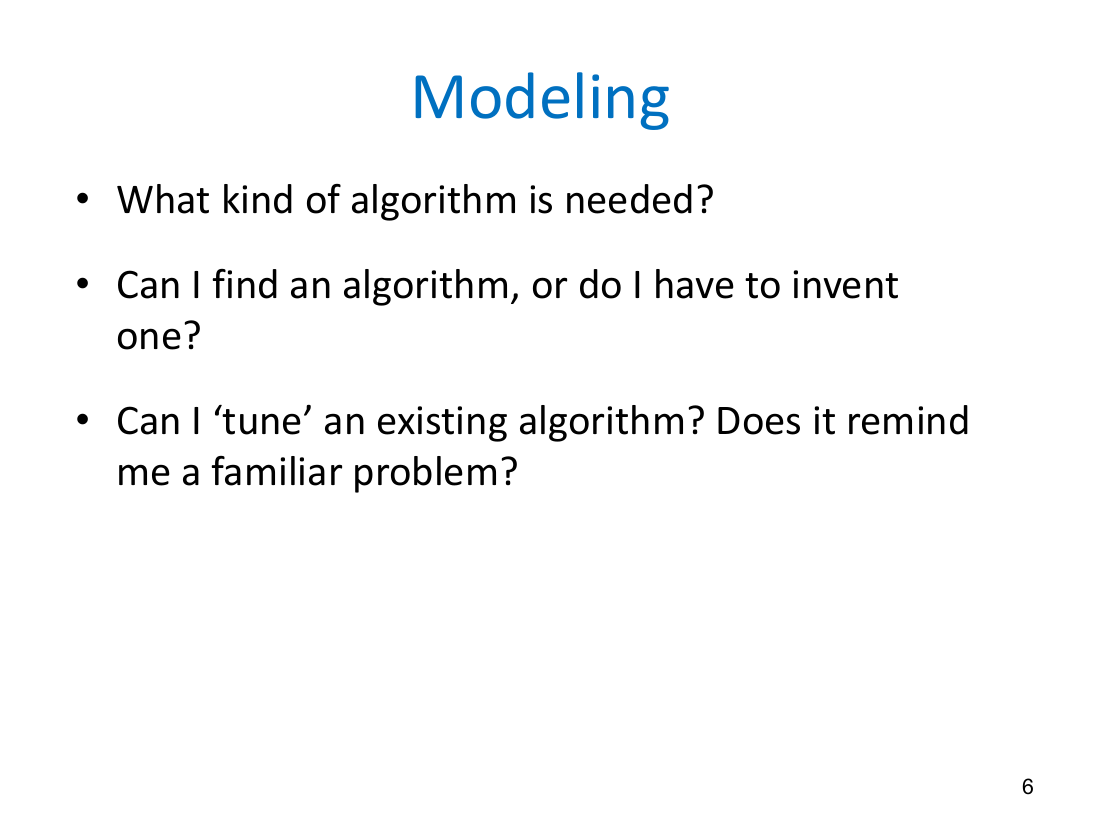 Modeling
• What kind of algorithm is needed?
• Can I find an algorithm, or do I have to invent
one?
• Can I ‘tune’ an existing algorithm? Does it remind
me a familiar problem?
6